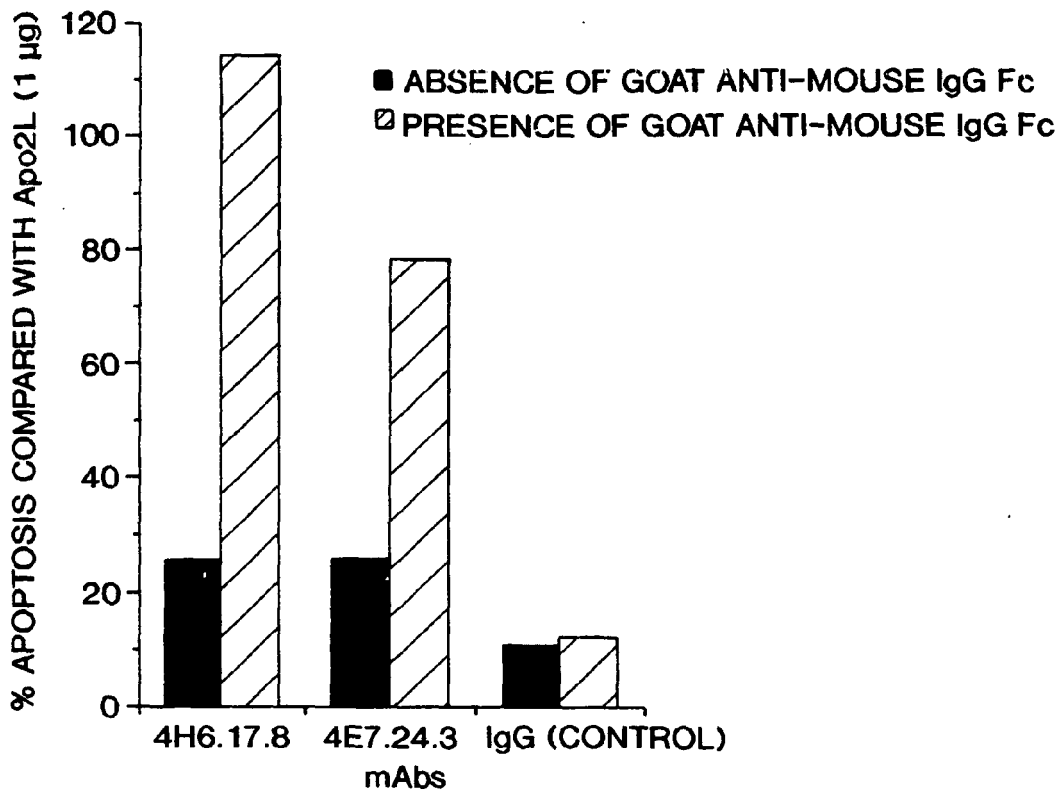 % APOPTOSIS COMPARED WITH Apo2L (1 μg)
120
100
80
60
40
20
0
ABSENCE OF GOAT ANTI-MOUSE IgG Fc
PRESENCE OF GOAT ANTI-MOUSE IgG Fc
4H6.17.8
4E7.24.3
IgG (CONTROL)
mAbs